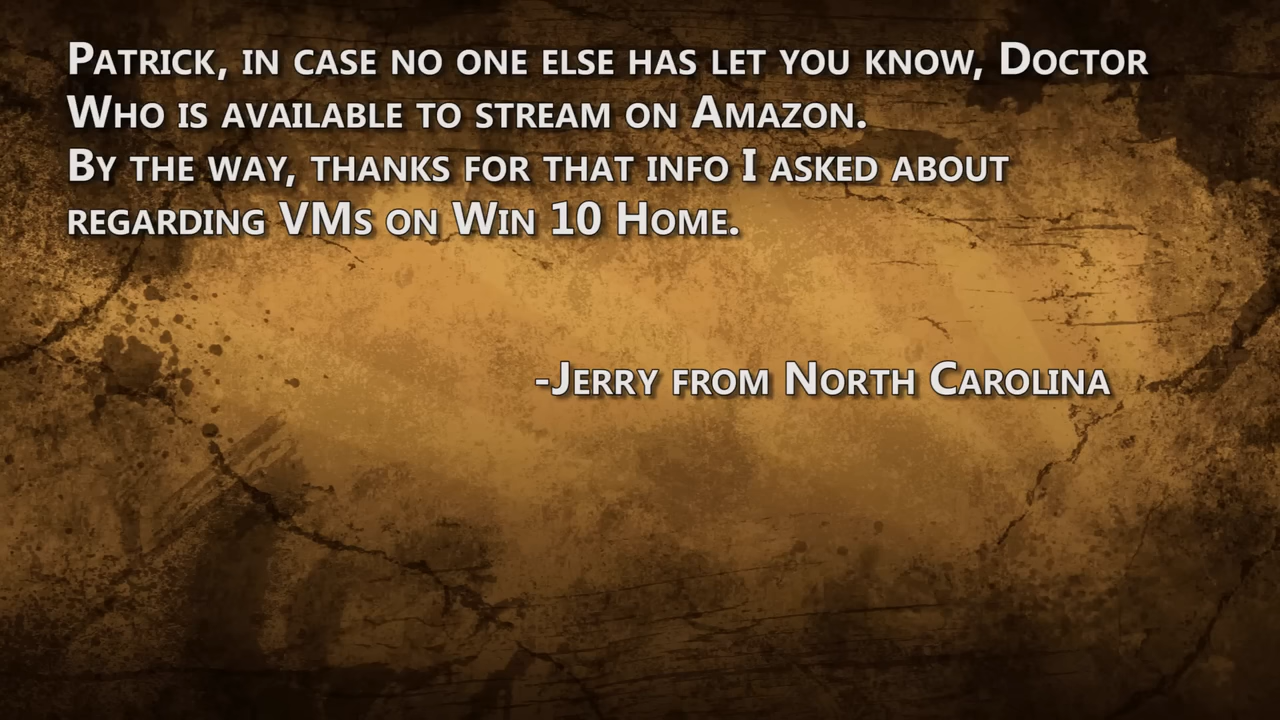 Patrick, in case no one else has let you know, Doctor
Who is available to stream on Amazon.
By the way, thanks for that info I asked about
regarding VMs on Win 10 Home.
-Jerry from North Carolina